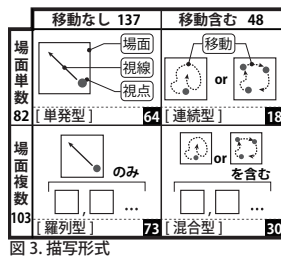 移動なし 137
移動含む 48
場面単数 82
場面
視線
視点
[ 単発型 ] 64
移動
or
[ 連続型 ] 18
場面複数 103
のみ
, ...
[ 羅列型 ] 73
or
を含む
, ...
[ 混合型 ] 30
図 3. 描写形式